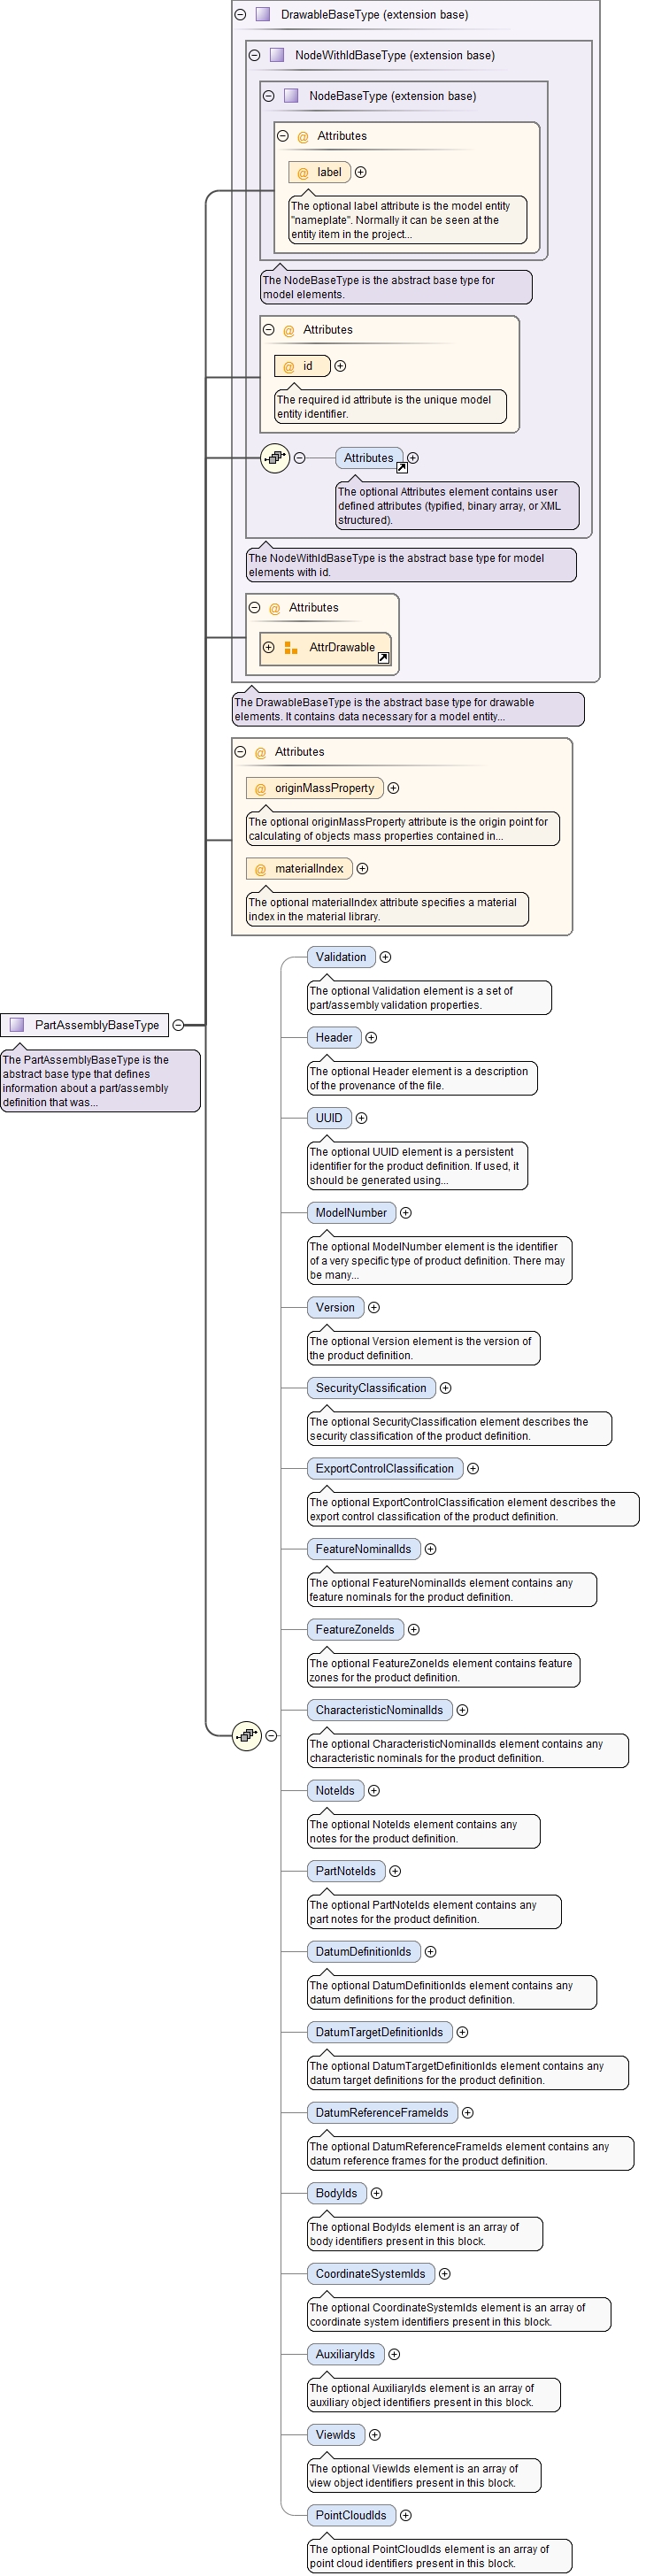 DrawableBaseType (extension base)
NodeWithIdBaseType (extension base)
NodeBaseType (extension base)
@ Attributes
@ label
The optional label attribute is the model entity
"nameplate". Normally it can be seen at the
entity item in the project...
The NodeBaseType is the abstract base type for
model elements.
@ Attributes
@ id
The required id attribute is the unique model
entity identifier.
Attributes
The optional Attributes element contains user
defined attributes (typified, binary array, or XML
structured).
The NodeWithIdBaseType is the abstract base type for model
elements with id.
@ Attributes
AttrDrawable
The DrawableBaseType is the abstract base type for drawable
elements. It contains data necessary for a model entity...
@ Attributes
@ originMassProperty
The optional originMassProperty attribute is the origin point for
calculating of objects mass properties contained in...
@ materialIndex
The optional materialIndex attribute specifies a material
index in the material library.
PartAssemblyBaseType
The PartAssemblyBaseType is the
abstract base type that defines
information about a part/assembly
definition that was...
Validation
The optional Validation element is a set of
part/assembly validation properties.
Header
The optional Header element is a description
of the provenance of the file.
UUID
The optional UUID element is a persistent
identifier for the product definition. If used, it
should be generated using...
ModelNumber
The optional ModelNumber element is the identifier
of a very specific type of product definition. There may
be many...
Version
The optional Version element is the version of
the product definition.
SecurityClassification
The optional SecurityClassification element describes the
security classification of the product definition.
ExportControlClassification
The optional ExportControlClassification element describes the
export control classification of the product definition.
FeatureNominalIds
The optional FeatureNominalIds element contains any
feature nominals for the product definition.
FeatureZoneIds
The optional FeatureZoneIds element contains feature
zones for the product definition.
CharacteristicNominalIds
The optional CharacteristicNominalIds element contains any
characteristic nominals for the product definition.
NoteIds
The optional NoteIds element contains any
notes for the product definition.
PartNoteIds
The optional PartNoteIds element contains any
part notes for the product definition.
DatumDefinitionIds
The optional DatumDefinitionIds element contains any
datum definitions for the product definition.
DatumTargetDefinitionIds
The optional DatumTargetDefinitionIds element contains any
datum target definitions for the product definition.
DatumReferenceFrameIds
The optional DatumReferenceFrameIds element contains any
datum reference frames for the product definition.
BodyIds
The optional BodyIds element is an array of
body identifiers present in this block.
CoordinateSystemIds
The optional CoordinateSystemIds element is an array of
coordinate system identifiers present in this block.
AuxiliaryIds
The optional AuxiliaryIds element is an array of
auxiliary object identifiers present in this block.
ViewIds
The optional ViewIds element is an array of
view object identifiers present in this block.
PointCloudIds
The optional PointCloudIds element is an array of
point cloud identifiers present in this block.